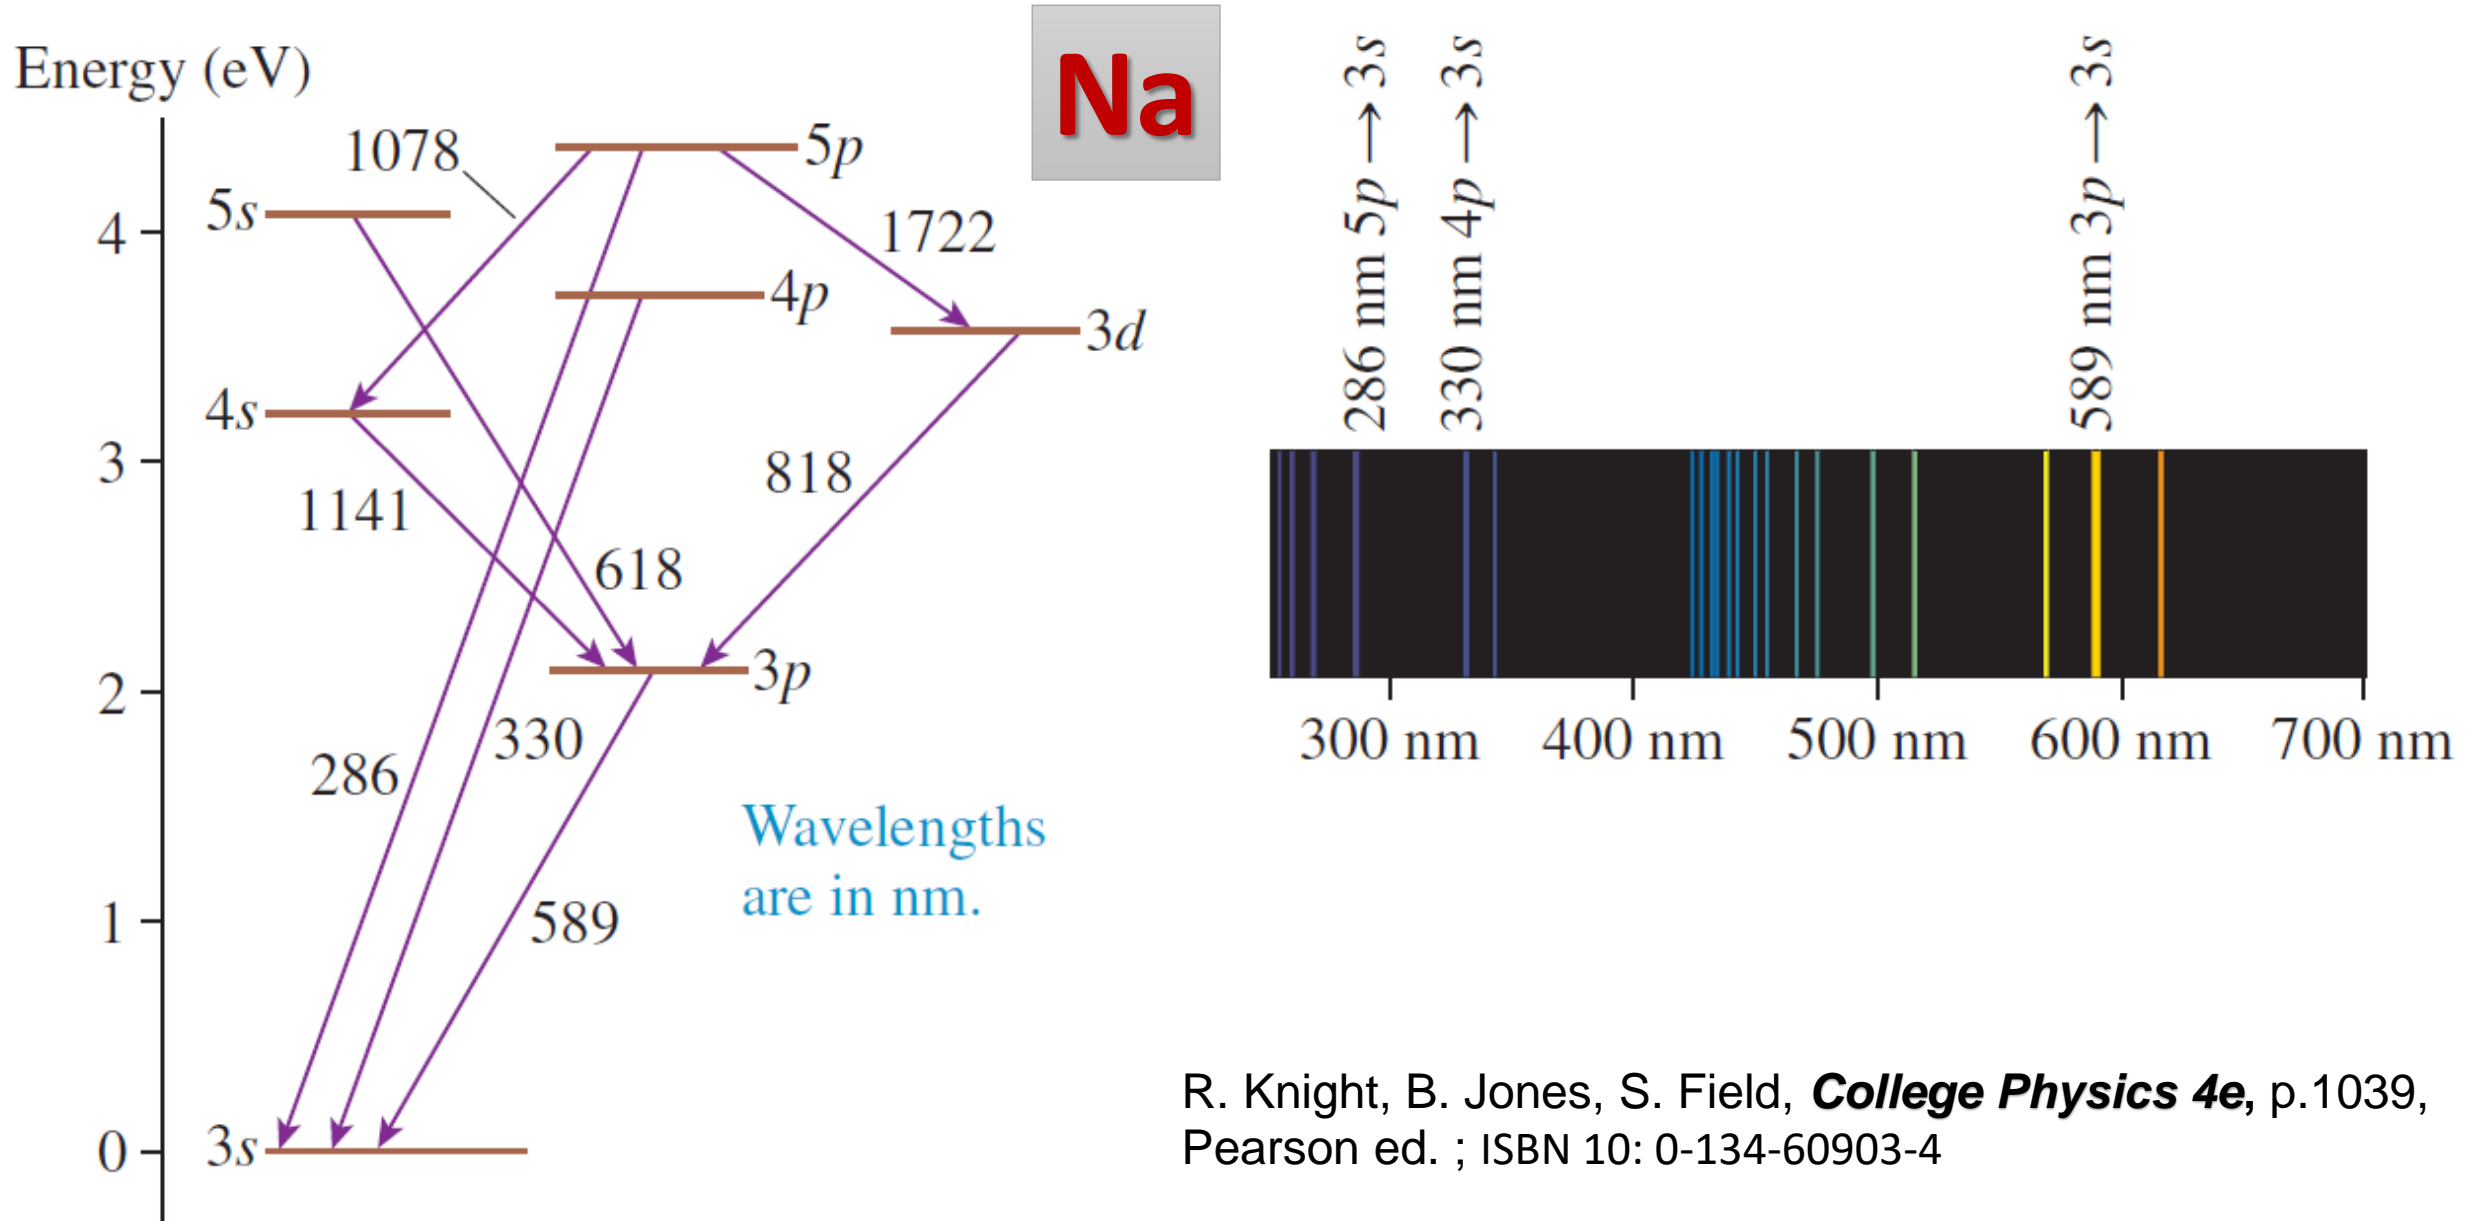 Energy (eV)
Na
1078
5p
5s
1722
4
4p
3d
4s
3
818
1141
618
3p
2
330
286
Wavelengths
are in nm.
589
1
0
3s
286 nm 5p → 3s
330 nm 4p → 3s
589 nm 3p → 3s
300 nm
400 nm
500 nm
600 nm
700 nm
R. Knight, B. Jones, S. Field, College Physics 4e, p.1039,
Pearson ed. ; ISBN 10: 0-134-60903-4